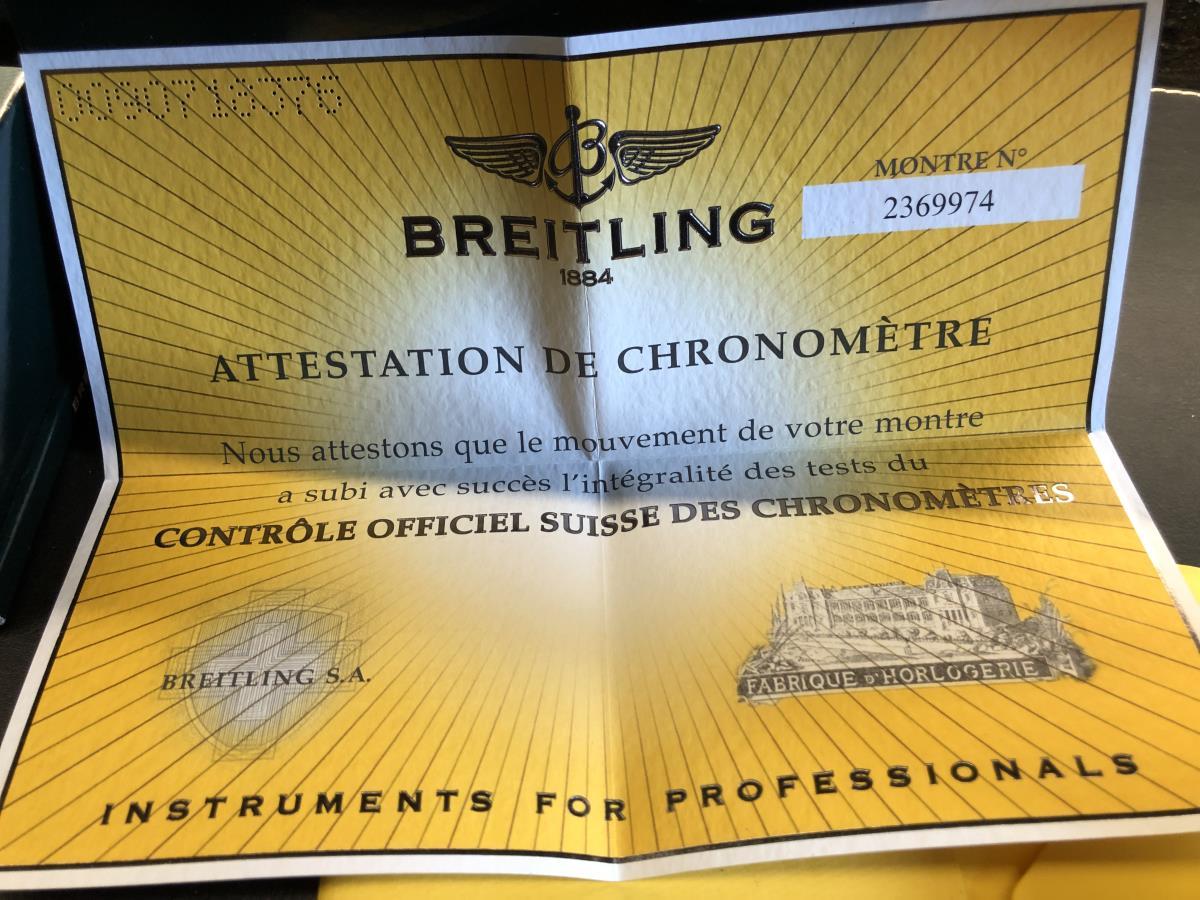 0090716376
MONTRE N°
2369974
B
BREITLING
1884
ATTESTATION DE CHRONOMÈTRE
Nous attestons que le mouvement de votre montre
a subi avec succès l'intégralité des tests du
CONTRÔLE OFFICIEL SUISSE DES CHRONOMÈTRES
BREITLING S.A.
FABRIQUE D'HORLOGERIE
INSTRUMENTS FOR PROFESSIONALS